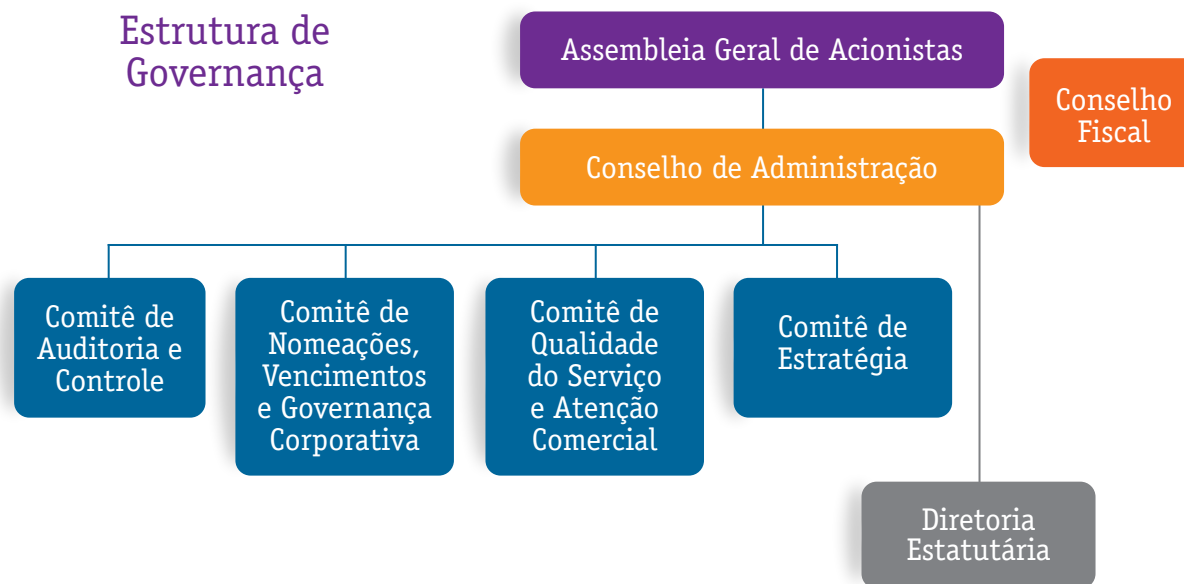 Estrutura de
Governança
Assembleia Geral de Acionistas
Conselho
Fiscal
Conselho de Administração
Comitê de
Auditoria e
Controle
Comitê de
Nomeações,
Vencimentos
e Governança
Corporativa
Comitê de
Qualidade
do Serviço
e Atenção
Comercial
Comitê de
Estratégia
Diretoria
Estatutária